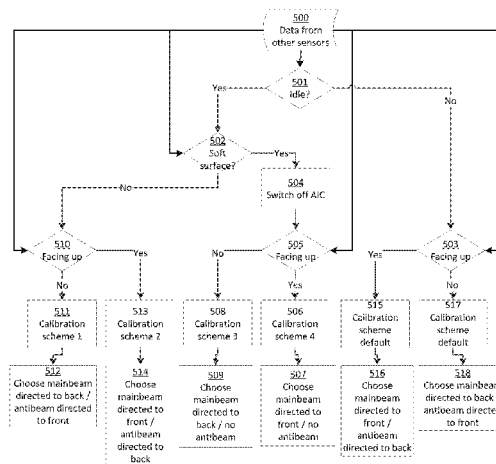 500
Data from
other sensors
501
Idle?
Yes
No
502
Soft
surface?
Yes
504
Switch off AIC
No
510
Facing up
505
Facing up
503
Facing up
No
Yes
No
Yes
Yes
No
511
Calibration
scheme 1
513
Calibration
scheme 2
508
Calibration
scheme 3
506
Calibration
scheme 4
515
Calibration
scheme
default
517
Calibration
scheme
default
512
Choose mainbeam
directed to back /
antibeam directed
to front
514
Choose
mainbeam
directed to
front /
antibeam
directed to
back
509
Choose
mainbeam
directed to
back / no
antibeam
507
Choose
mainbeam
directed to
front / no
antibeam
516
Choose
mainbeam
directed to
front /
antibeam
directed to back
518
Choose mainbeam
directed to back /
antibeam directed
to front